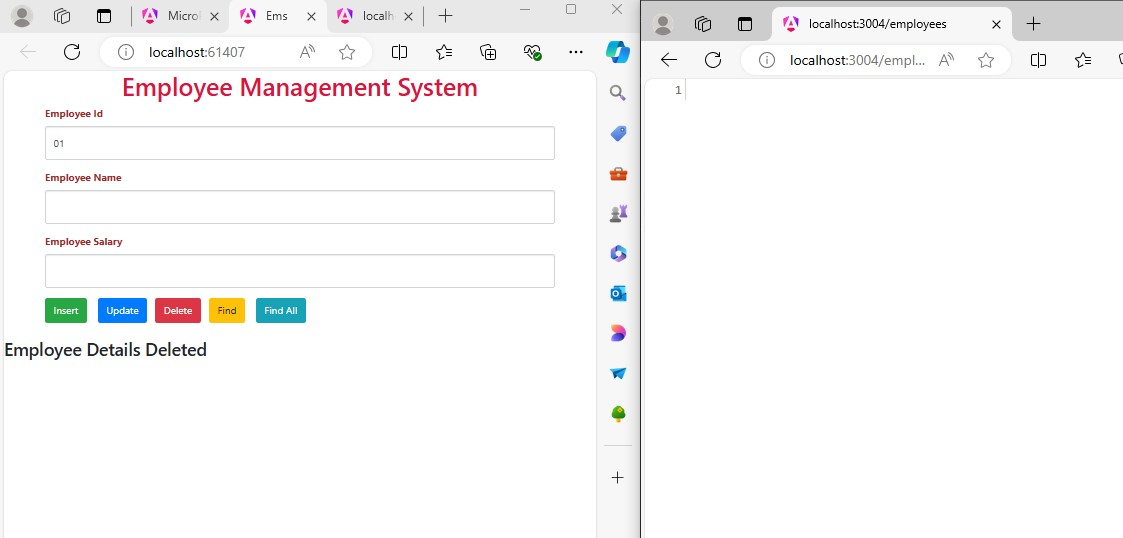 Microl
Ems
localh
localhost:61407
Employee Management System
Employee Id
01
Employee Name
Employee Salary
Insert
Update
Delete
Find
Find All
Employee Details Deleted
localhost:3004/employees
localhost:3004/empl...
1